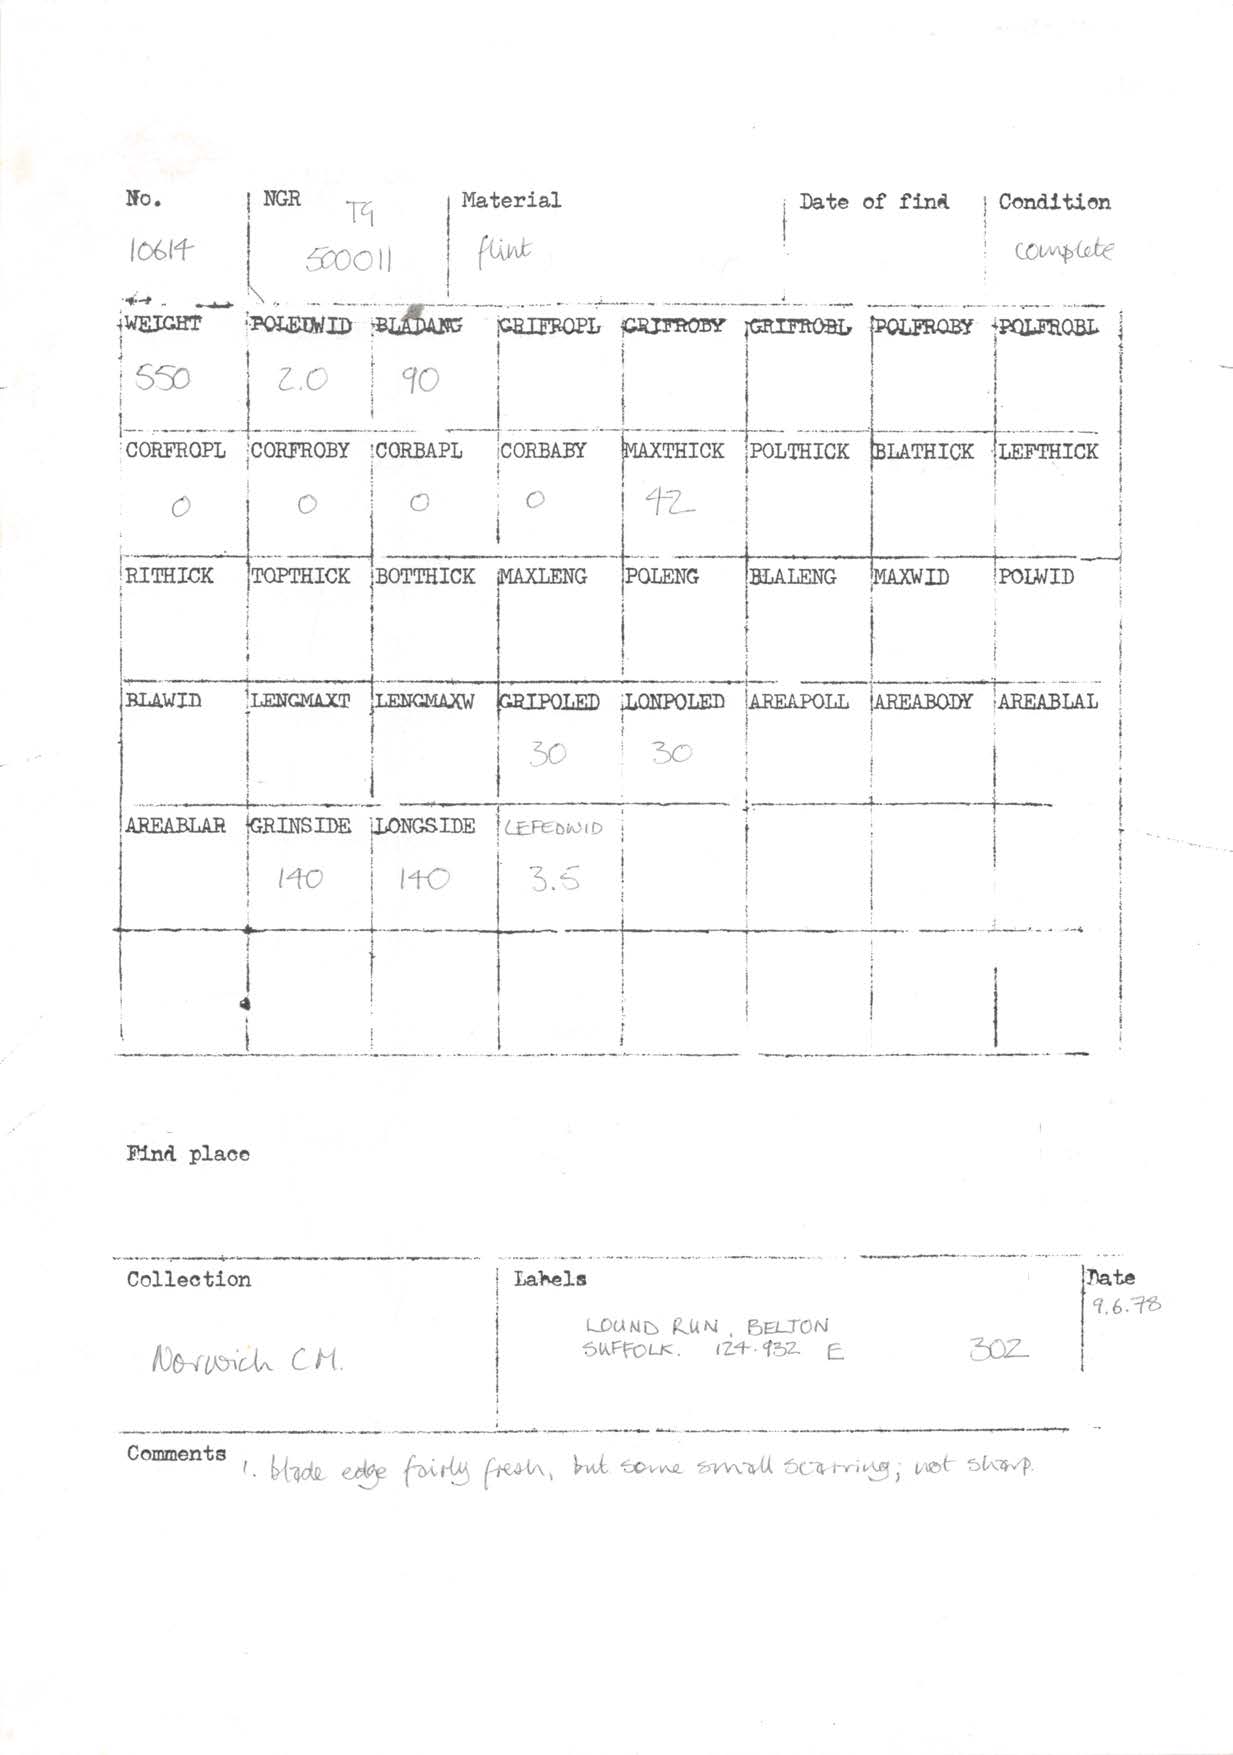 No. NGR Material Date of find Condition
TG
10614 500011 flint complete
WEIGHT POLEDWID BLADANG GRIFROPL GRIFROBY GRIFROBL POLFROBY POLFROBL
550 2.0 90
CORFROPL CORFROBY CORBAPL CORBABY MAXTHICK POLTHICK BLATHICK LEFTHICK
0 0 0 0 42
RITHICK TOPTHICK BOTTHICK MAXLENG POLENG BLALENG MAXWID POLWID
BLAWID LENGMAXT LENGMAXW GRIPOLED LONPOLED AREAPOLL AREABODY AREABLAL
30 30
AREABLAR GRINSIDE LONGSIDE LEFEDWID
140 140 3.5
Find place
Collection Labels Date
9.6.78
LOUND RUN, BELTON
SUFFOLK. 124.932 E 302
Norwich C.M.
Comments 1. blade edge fairly fresh, but some small scarring; not sharp.